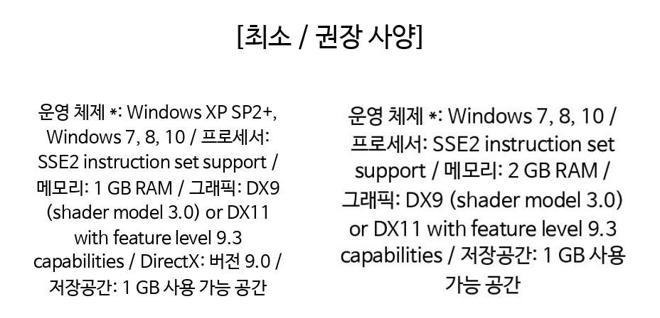 [최소 / 권장 사양]
운영 체제 *: Windows XP SP2+,
Windows 7, 8, 10 / 프로세서:
SSE2 instruction set support /
메모리: 1 GB RAM / 그래픽: DX9
(shader model 3.0) or DX11
with feature level 9.3
capabilities / DirectX: 버전 9.0 /
저장공간: 1 GB 사용 가능 공간
운영 체제 *: Windows 7, 8, 10 /
프로세서: SSE2 instruction set
support / 메모리: 2 GB RAM /
그래픽: DX9 (shader model 3.0)
or DX11 with feature level 9.3
capabilities / 저장공간: 1 GB 사용
가능 공간